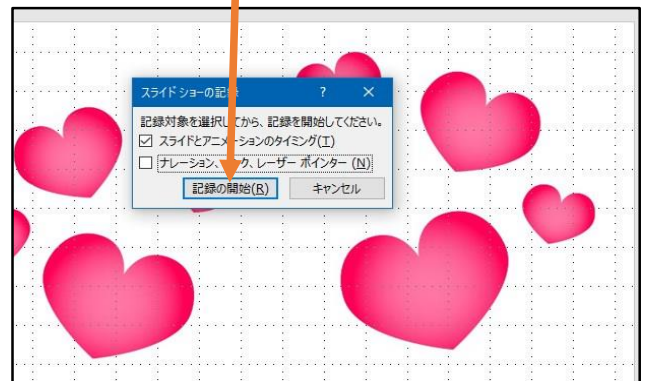 スライド ショーの記録 ? ×
記録対象を選択してから、記録を開始してください。
スライドとアニメーションのタイミング(T)
ナレーション、インク、レーザー ポインター (N)
記録の開始(R) キャンセル